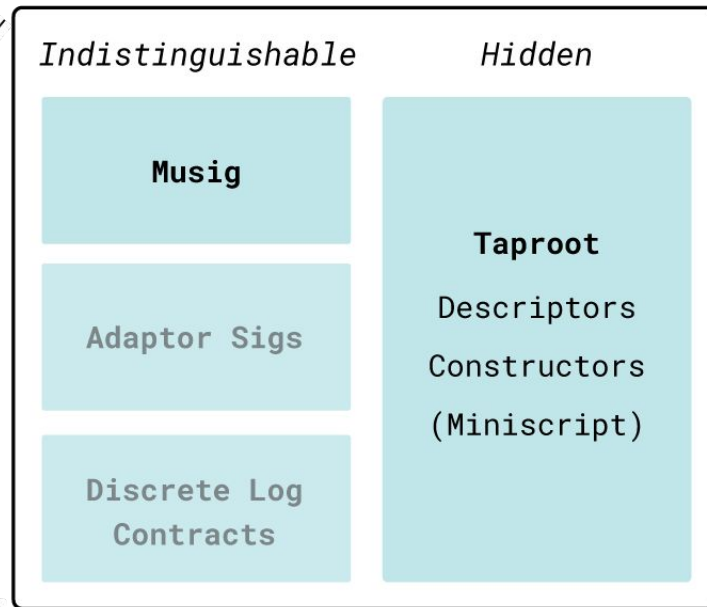 Indistinguishable
Musig
Adaptor Sigs
Discrete Log
Contracts
Hidden
Taproot
Descriptors
Constructors
(Miniscript)